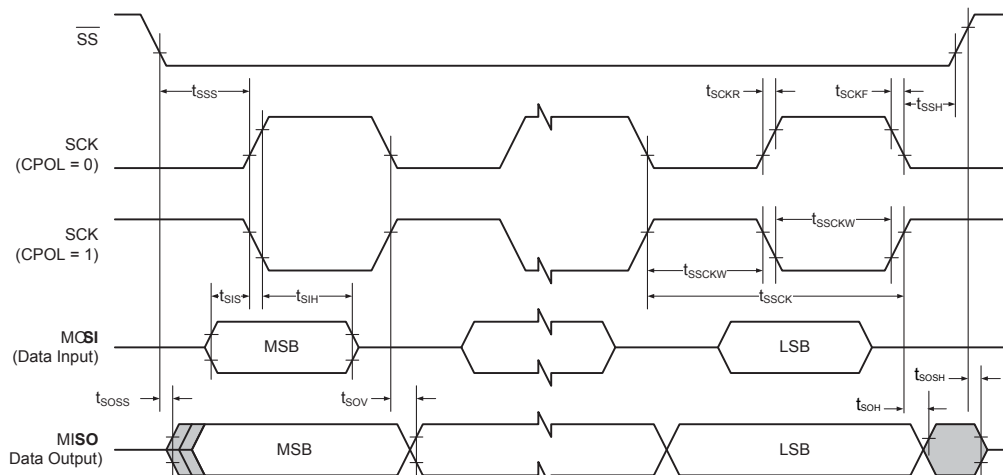 SS
tSSS
tSCKR
tSCKF
tSSH
SCK
(CPOL = 0)
SCK
(CPOL = 1)
tSSCKW
tSSCKW
tSSCK
tSIS
tSIH
MOSI
(Data Input)
MSB
LSB
tSOSS
tSOV
tSOH
tSOSH
MISO
Data Output)
MSB
LSB